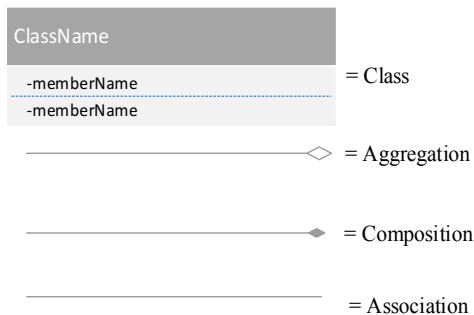 ClassName
-memberName
= Class
-memberName
= Aggregation
= Composition
= Association